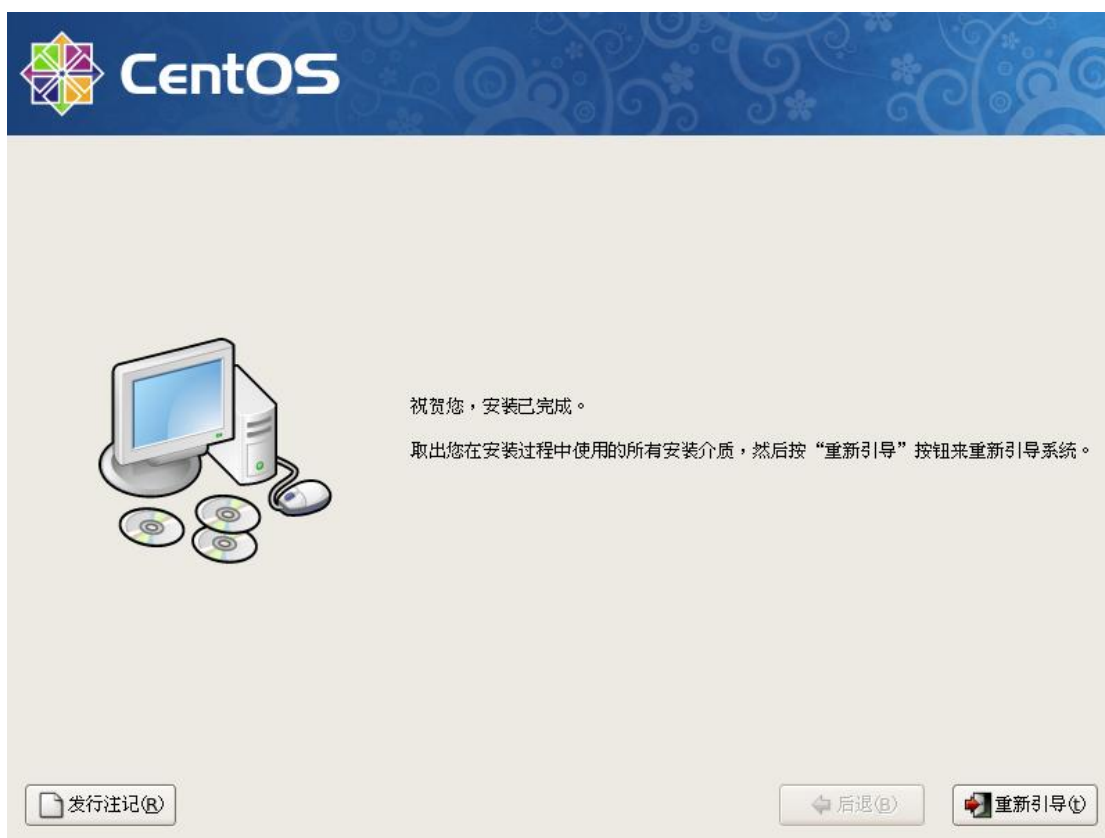 CentOS
祝贺您，安装已完成。
取出您在安装过程中使用的所有安装介质，然后按“重新引导”按钮来重新引导系统。
发行注记(R)
后退(B)
重新引导(t)